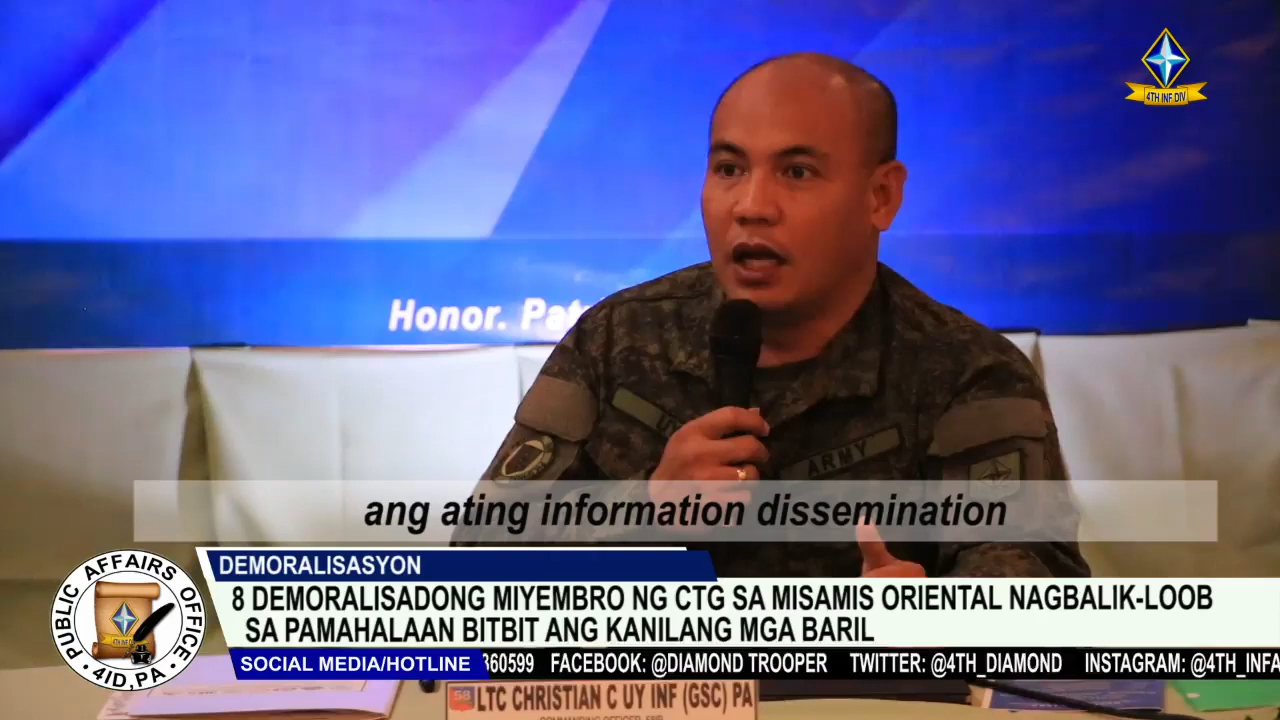 4TH INF DIV
Honor.
ARMY
ang ating information dissemination
DEMORALISASYON
8 DEMORALISADONG MIYEMBRO NG CTG SA MISAMIS ORIENTAL NAGBALIK-LOOB
SA PAMAHALAAN BITBIT ANG KANILANG MGA BARIL
PUBLIC AFFAIRS OFFICE
4ID,PA
SOCIAL MEDIA/HOTLINE
360599 FACEBOOK: @DIAMOND TROOPER TWITTER: @4TH_DIAMOND INSTAGRAM: @4TH_INFA
58 LTC CHRISTIAN C UY INF (GSC) PA